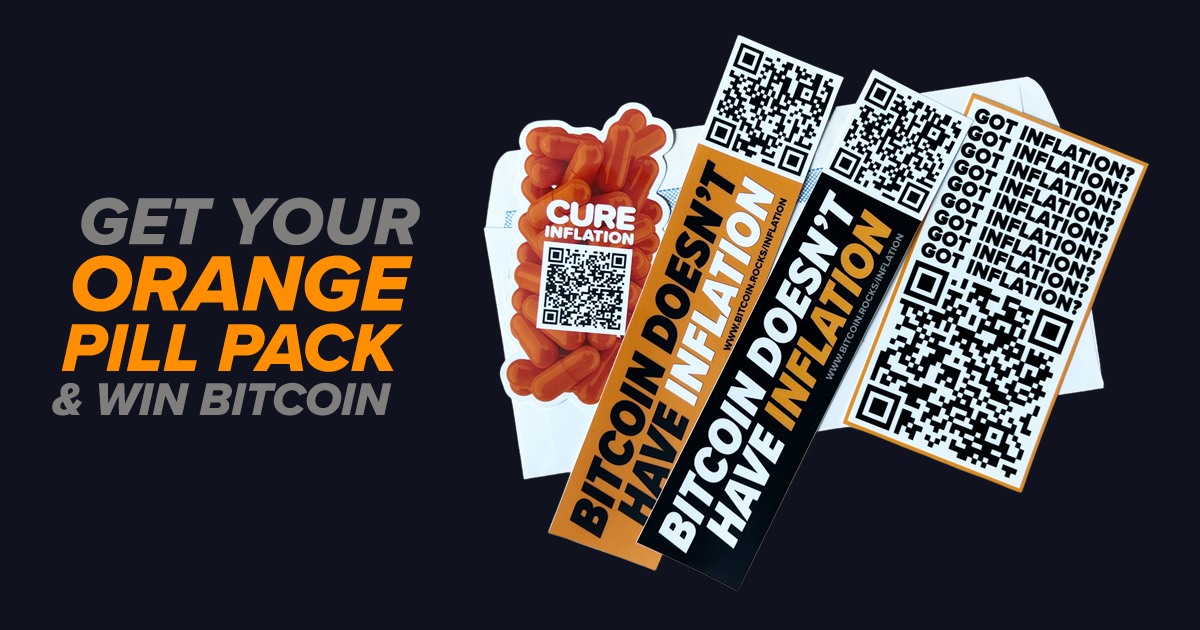 GET YOUR
ORANGE
PILL PACK
& WIN BITCOIN
CURE
INFLATION
BITCOIN DOESN'T
HAVE INFLATION
WWW.BITCOIN.ROCKS/INFLATION
BITCOIN DOESN'T
HAVE INFLATION
WWW.BITCOIN.ROCKS/INFLATION
GOT INFLATION?
GOT INFLATION?
GOT INFLATION?
GOT INFLATION?
GOT INFLATION?
GOT INFLATION?
GOT INFLATION?
GOT INFLATION?
GOT INFLATION?